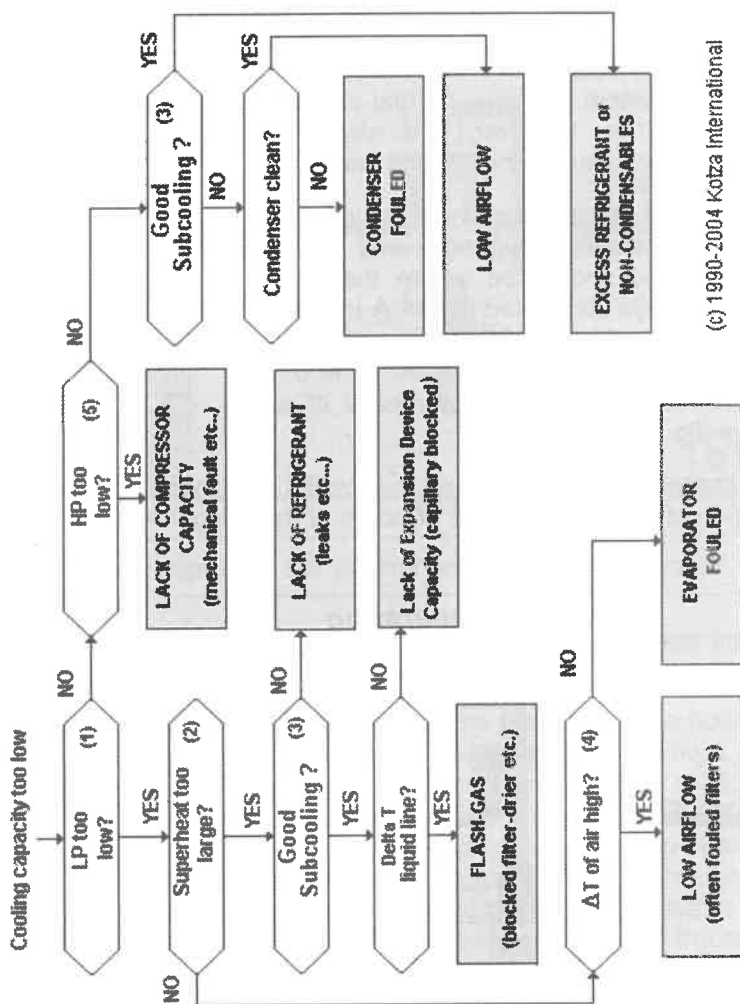 Cooling capacity too low
LP too
low?
(1)
NO
HP too
low?
(5)
NO
YES
YES
LACK OF COMPRESSOR
CAPACITY
(mechanical fault etc..)
Superheat too
large?
(2)
NO
YES
Good
Subcooling ?
(3)
YES
NO
Good
Subcooling ?
(3)
NO
LACK OF REFRIGERANT
(leaks etc...)
YES
Condenser clean?
YES
NO
Delta T
liquid line?
NO
Lack of Expansion Device
Capacity (capillary blocked)
YES
CONDENSER
FOULED
FLASH-GAS
(blocked filter-drier etc.)
LOW AIRFLOW
ΔT of air high?
(4)
NO
YES
EXCESS REFRIGERANT or
NON-CONDENSABLES
LOW AIRFLOW
(often fouled filters)
EVAPORATOR
FOULED
(c) 1990-2004 Kotza International